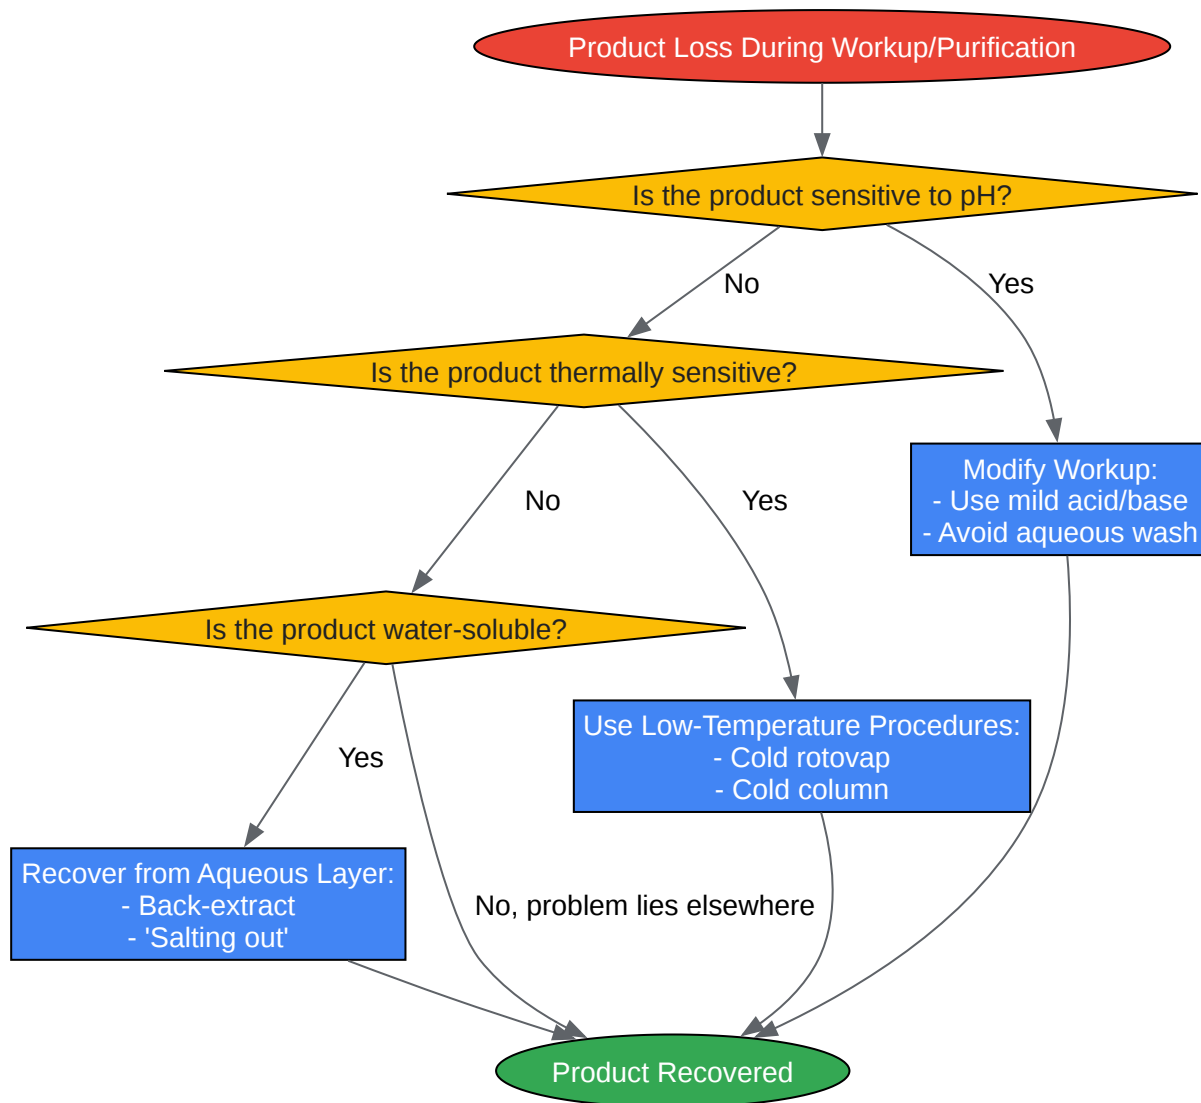 Product Loss During Workup/Purification
Is the product sensitive to pH?
No
Yes
Is the product thermally sensitive?
Modify Workup:
- Use mild acid/base
- Avoid aqueous wash
No
Yes
Is the product water-soluble?
Use Low-Temperature Procedures:
- Cold rotovap
- Cold column
Yes
Recover from Aqueous Layer:
- Back-extract
- 'Salting out'
No, problem lies elsewhere
Product Recovered